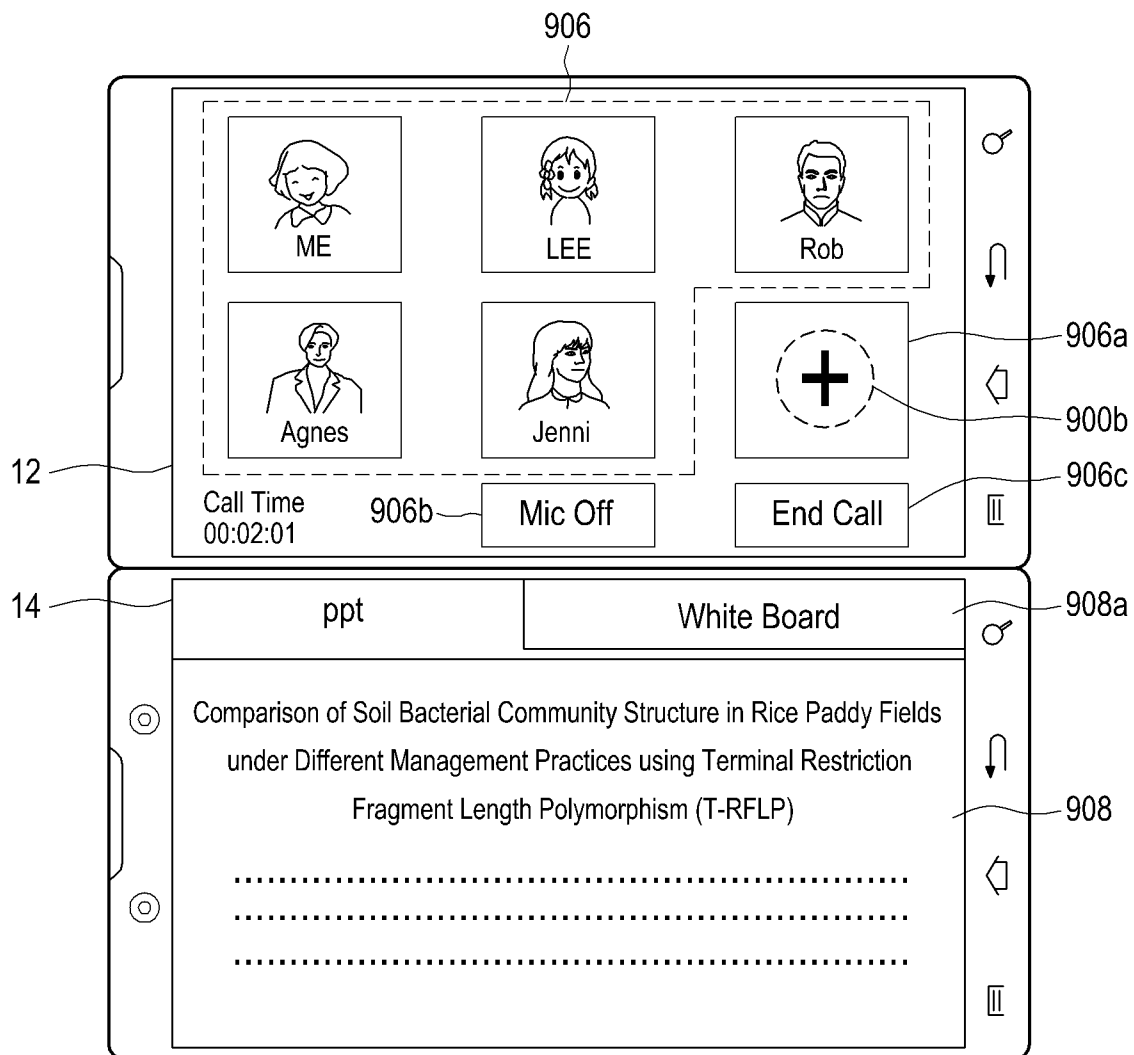 906
ME
LEE
Rob
906a
900b
Agnes
Jenni
12
906c
Call Time
00:02:01
906b
Mic Off
End Call
14
ppt
White Board
908a
Comparison of Soil Bacterial Community Structure in Rice Paddy Fields
under Different Management Practices using Terminal Restriction
Fragment Length Polymorphism (T-RFLP)
908